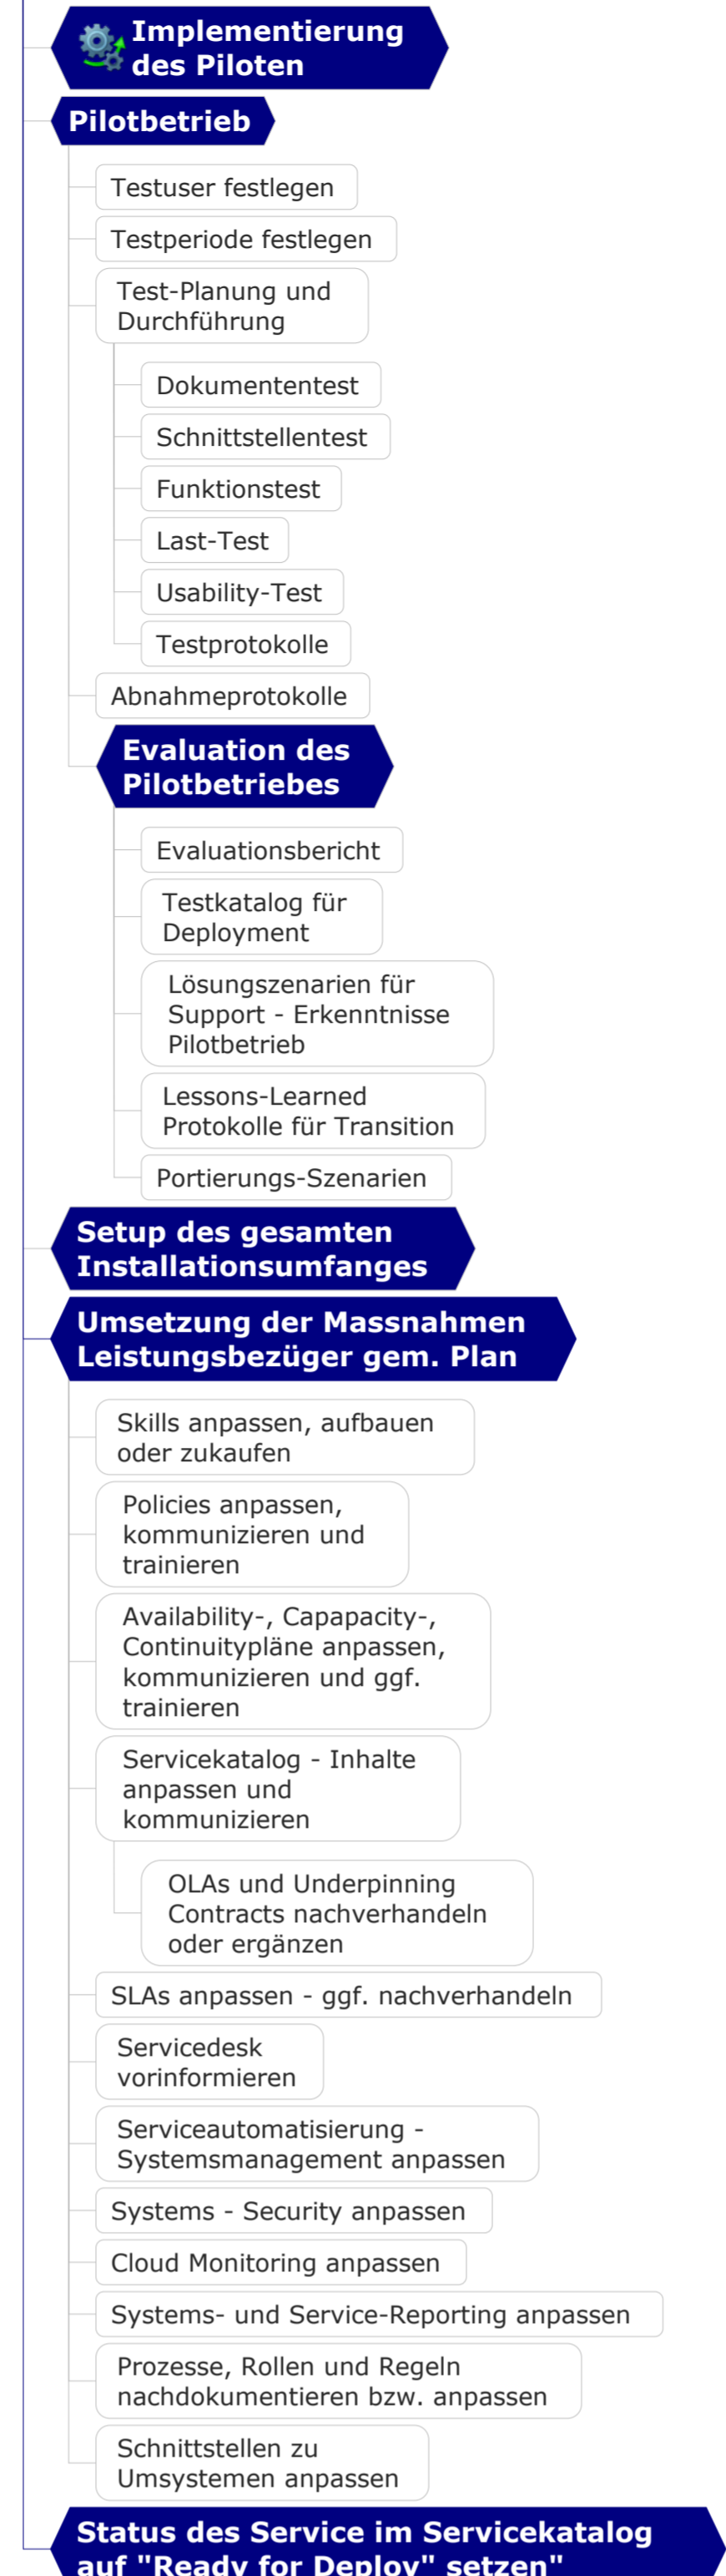 Implementierung
des Piloten
Pilotbetrieb
Testuser festlegen
Testperiode festlegen
Test-Planung und
Durchführung
Dokumententest
Schnittstellentest
Funktionstest
Last-Test
Usability-Test
Testprotokolle
Abnahmeprotokolle
Evaluation des
Pilotbetriebes
Evaluationsbericht
Testkatalog für
Deployment
Lösungszenarien für
Support - Erkenntnisse
Pilotbetrieb
Lessons-Learned
Protokolle für Transition
Portierungs-Szenarien
Setup des gesamten
Installationsumfanges
Umsetzung der Massnahmen
Leistungsbezüger gem. Plan
Skills anpassen, aufbauen
oder zukaufen
Policies anpassen,
kommunizieren und
trainieren
Availability-, Capapacity-,
Continuitypläne anpassen,
kommunizieren und ggf.
trainieren
Servicekatalog - Inhalte
anpassen und
kommunizieren
OLAs und Underpinning
Contracts nachverhandeln
oder ergänzen
SLAs anpassen - ggf. nachverhandeln
Servicedesk
vorinformieren
Serviceautomatisierung -
Systemsmanagement anpassen
Systems - Security anpassen
Cloud Monitoring anpassen
Systems- und Service-Reporting anpassen
Prozesse, Rollen und Regeln
nachdokumentieren bzw. anpassen
Schnittstellen zu
Umsystemen anpassen
Status des Service im Servicekatalog
auf "Ready for Deploy" setzen"